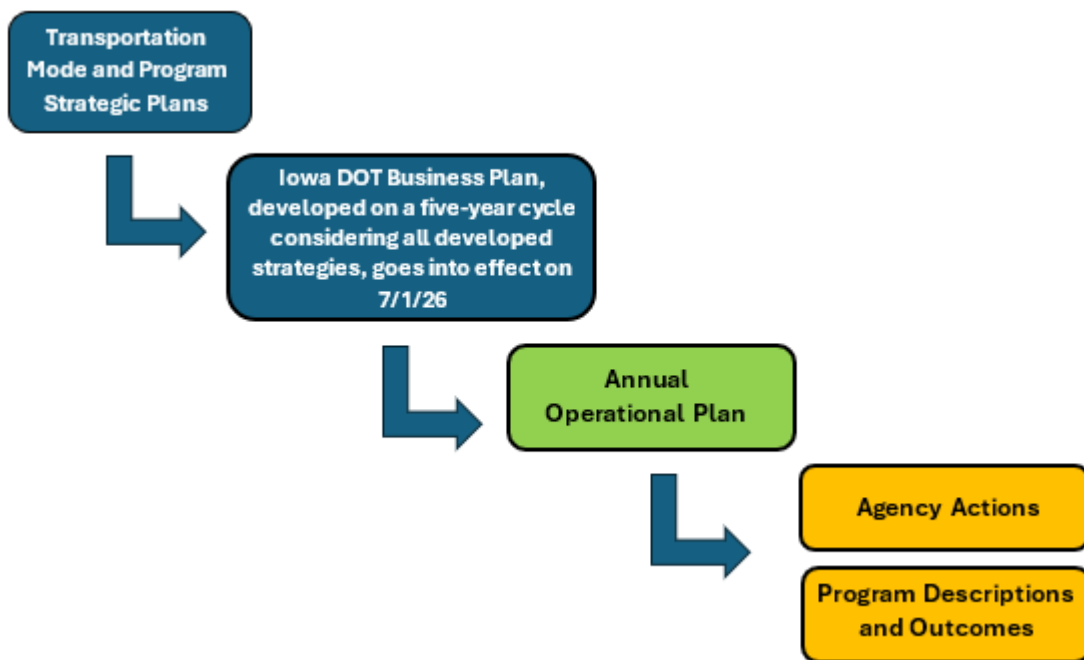 Transportation
Mode and Program
Strategic Plans
Iowa DOT Business Plan,
developed on a five-year cycle
considering all developed
strategies, goes into effect on
7/1/26
Annual
Operational Plan
Agency Actions
Program Descriptions
and Outcomes